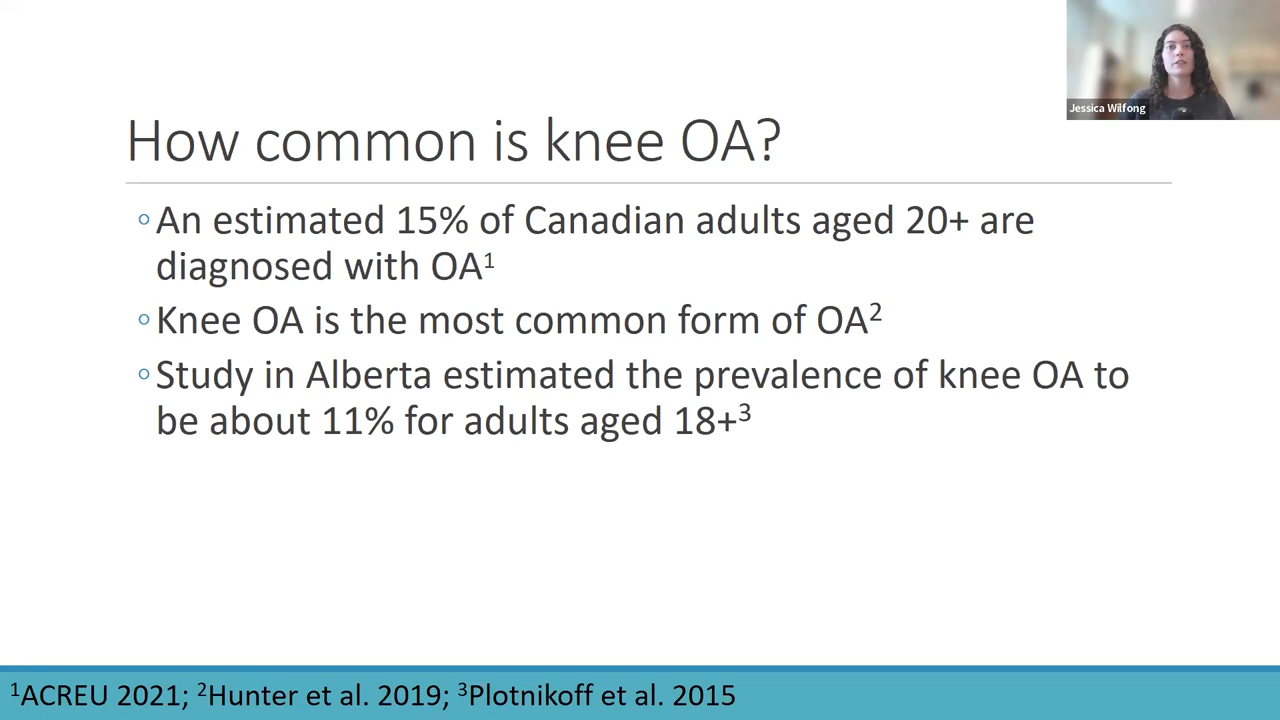 Jessica Wilfong
How common is knee OA?
◦An estimated 15% of Canadian adults aged 20+ are
diagnosed with OA¹
◦Knee OA is the most common form of OA²
◦Study in Alberta estimated the prevalence of knee OA to
be about 11% for adults aged 18+³
¹ACREU 2021; ²Hunter et al. 2019; ³Plotnikoff et al. 2015